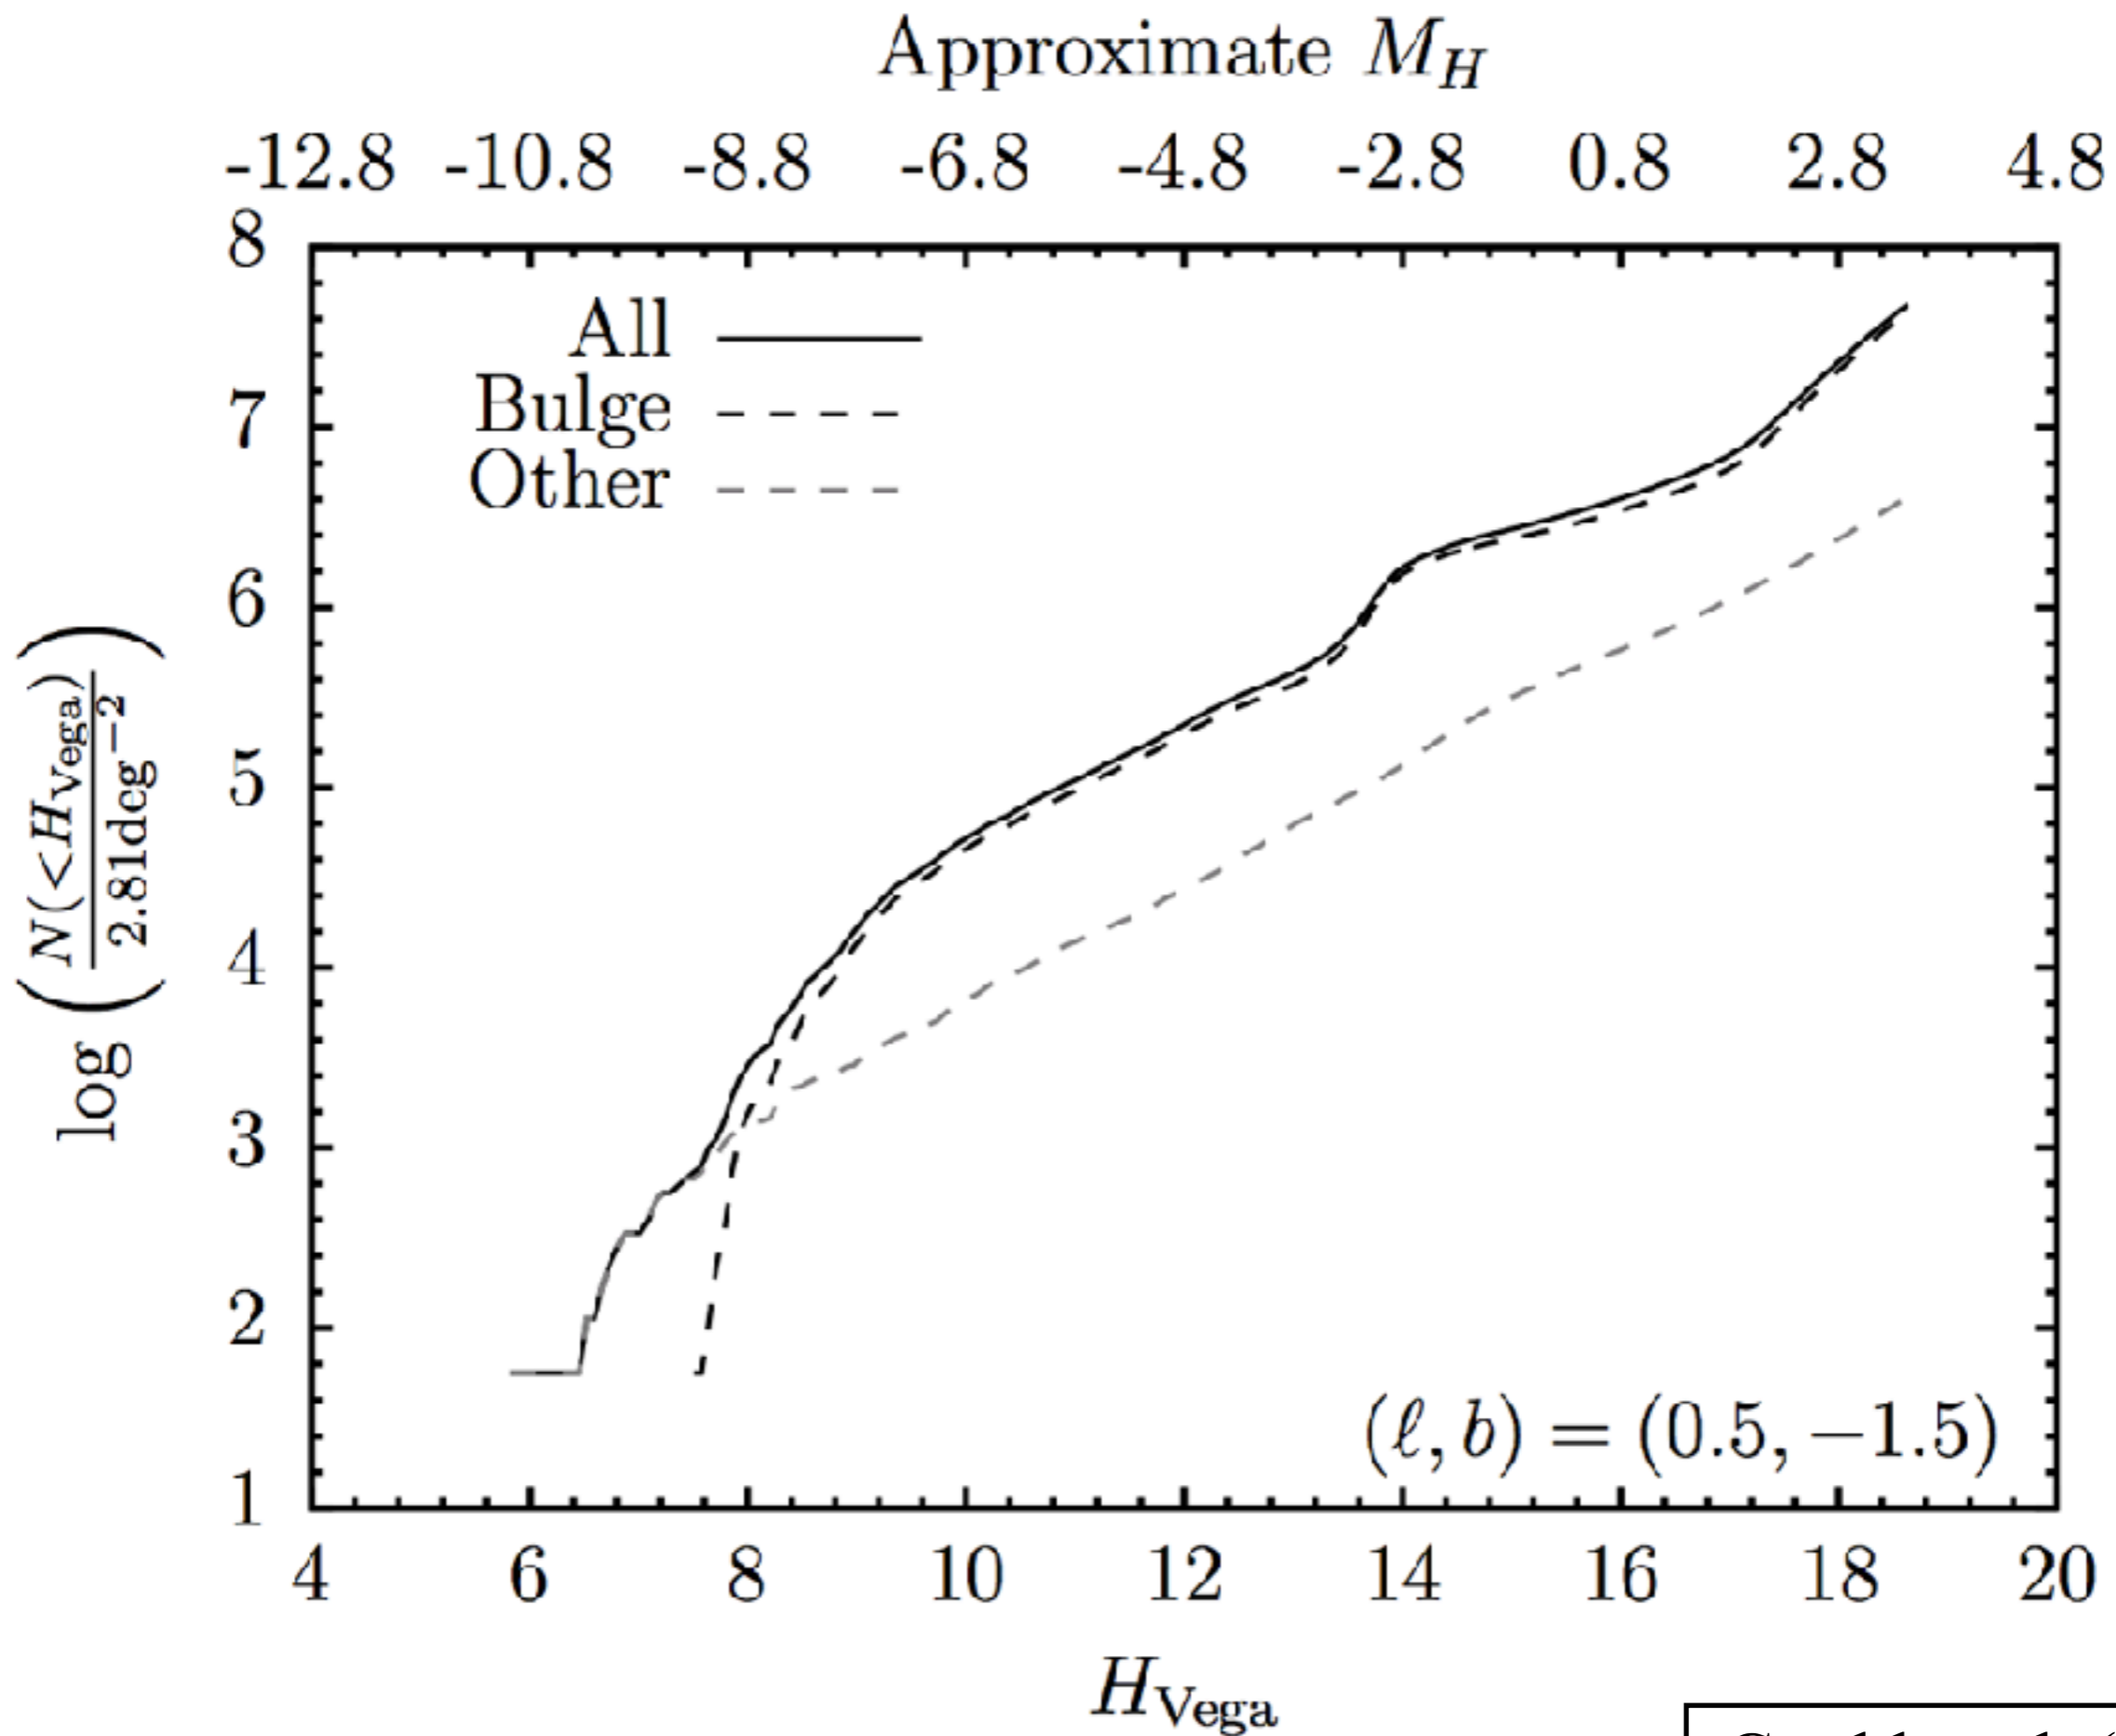 Approximate M_H
-12.8 -10.8 -8.8 -6.8 -4.8 -2.8 0.8 2.8 4.8
8
7
6
5
4
3
2
1
log (N(<H_Vega) / 2.81deg^−2)
All
Bulge
Other
(ℓ, b) = (0.5, −1.5)
4 6 8 10 12 14 16 18 20
H_Vega